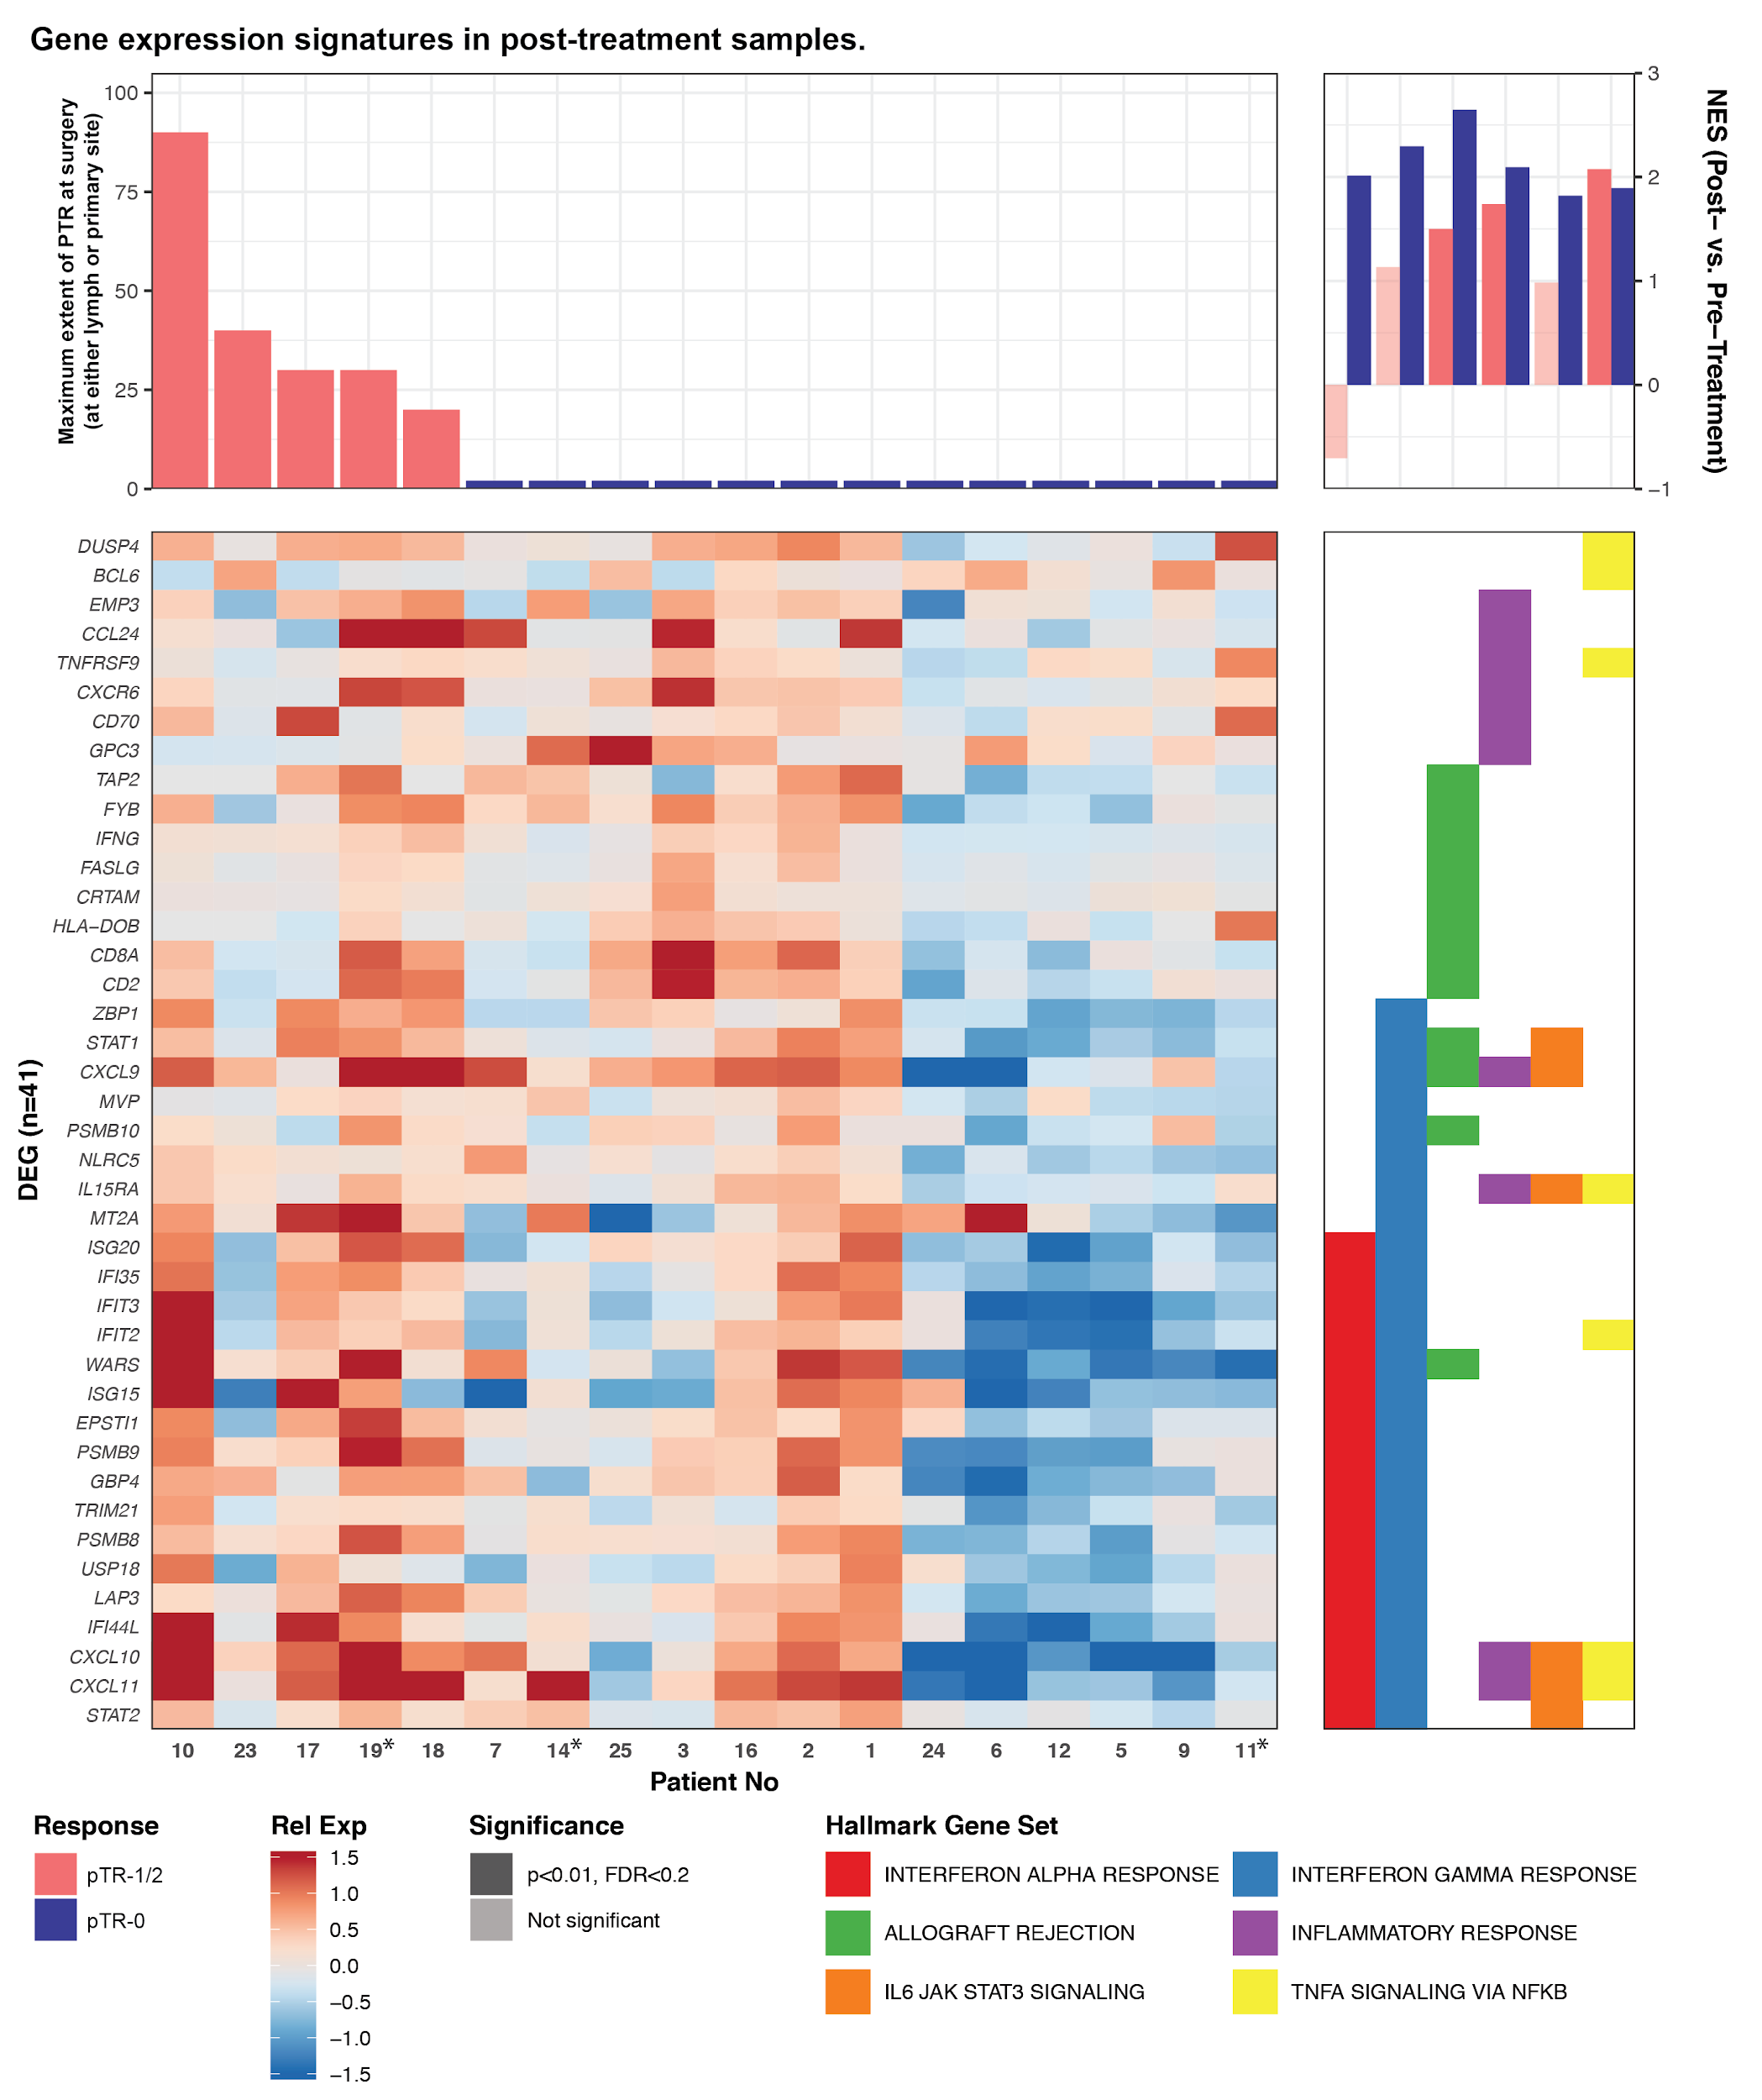 Gene expression signatures in post-treatment samples.
Maximum extent of PTR at surgery
(at either lymph or primary site)
100
75
50
25
0
3
2
1
0
−1
NES (Post− vs. Pre−Treatment)
DEG (n=41)
DUSP4
BCL6
EMP3
CCL24
TNFRSF9
CXCR6
CD70
GPC3
TAP2
FYB
IFNG
FASLG
CRTAM
HLA−DOB
CD8A
CD2
ZBP1
STAT1
CXCL9
MVP
PSMB10
NLRC5
IL15RA
MT2A
ISG20
IFI35
IFIT3
IFIT2
WARS
ISG15
EPSTI1
PSMB9
GBP4
TRIM21
PSMB8
USP18
LAP3
IFI44L
CXCL10
CXCL11
STAT2
10 23 17 19* 18 7 14* 25 3 16 2 1 24 6 12 5 9 11*
Patient No
Response
pTR-1/2
pTR-0
Rel Exp
1.5
1.0
0.5
0.0
−0.5
−1.0
−1.5
Significance
p<0.01, FDR<0.2
Not significant
Hallmark Gene Set
INTERFERON ALPHA RESPONSE
INTERFERON GAMMA RESPONSE
ALLOGRAFT REJECTION
INFLAMMATORY RESPONSE
IL6 JAK STAT3 SIGNALING
TNFA SIGNALING VIA NFKB